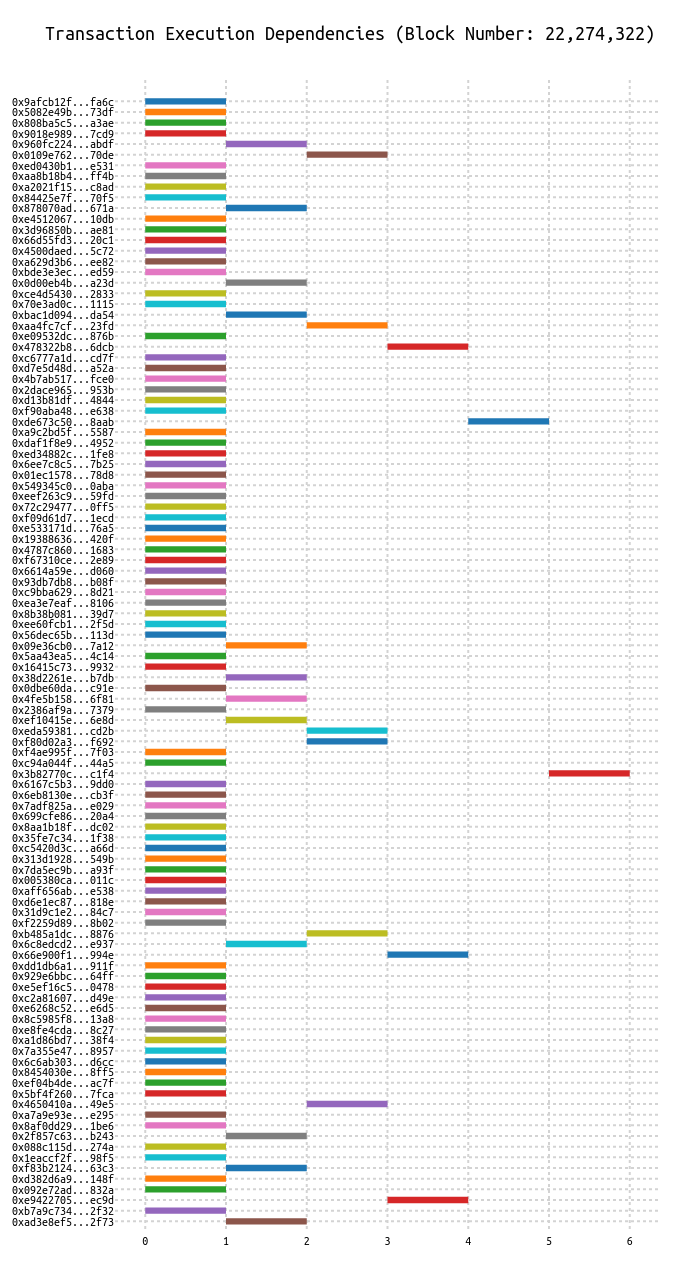 Transaction Execution Dependencies (Block Number: 22,274,322)
0x9afcb12f...fa6c
0x5082e49b...73df
0x808ba5c5...a3ae
0x9018e989...7cd9
0x960fc224...abdf
0x0109e762...70de
0xed0430b1...e531
0xaa8b18b4...ff4b
0xa2021f15...c8ad
0x84425e7f...70f5
0x878070ad...671a
0xe4512067...10db
0x3d96850b...ae81
0x66d55fd3...20c1
0x4500daed...5c72
0xa629d3b6...ee82
0xbde3e3ec...ed59
0x0d00eb4b...a23d
0xce4d5430...2833
0x70e3ad0c...1115
0xbac1d094...da54
0xaa4fc7cf...23fd
0xe09532dc...876b
0x478322b8...6dcb
0xc6777a1d...cd7f
0xd7e5d48d...a52a
0x4b7ab517...fce0
0x2dace965...953b
0xd13b81df...4844
0xf90aba48...e638
0xde673c50...8aab
0xa9c2bd5f...5587
0xdaf1f8e9...4952
0xed34882c...1fe8
0x6ee7c8c5...7b25
0x01ec1578...78d8
0x549345c0...0aba
0xeef263c9...59fd
0x72c29477...0ff5
0xf09d61d7...1ecd
0xe533171d...76a5
0x19388636...420f
0x4787c860...1683
0xf67310ce...2e89
0x6614a59e...d060
0x93db7db8...b08f
0xc9bba629...8d21
0xea3e7eaf...8106
0x8b38b081...39d7
0xee60fcb1...2f5d
0x56dec65b...113d
0x09e36cb0...7a12
0x5aa43ea5...4c14
0x16415c73...9932
0x38d2261e...b7db
0x0dbe60da...c91e
0x4fe5b158...6f81
0x2386af9a...7379
0xef10415e...6e8d
0xeda59381...cd2b
0xf80d02a3...f692
0xf4ae995f...7f03
0xc94a044f...44a5
0x3b82770c...c1f4
0x6167c5b3...9dd0
0x6eb8130e...cb3f
0x7adf825a...e029
0x699cfe86...20a4
0x8aa1b18f...dc02
0x35fe7c34...1f38
0xc5420d3c...a66d
0x313d1928...549b
0x7da5ec9b...a93f
0x005380ca...011c
0xaff656ab...e538
0xd6e1ec87...818e
0x31d9c1e2...84c7
0xf2259d89...8b02
0xb485a1dc...8876
0x6c8edcd2...e937
0x66e900f1...994e
0xdd1db6a1...911f
0x929e6bbc...64ff
0xe5ef16c5...0478
0xc2a81607...d49e
0xe6268c52...e6d5
0x8c5985f8...13a8
0xe8fe4cda...8c27
0xa1d86bd7...38f4
0x7a355e47...8957
0x6c6ab303...d6cc
0x8454030e...8ff5
0xef04b4de...ac7f
0x5bf4f260...7fca
0x4650410a...49e5
0xa7a9e93e...e295
0x8af0dd29...1be6
0x2f857c63...b243
0x088c115d...274a
0x1eaccf2f...98f5
0xf83b2124...63c3
0xd382d6a9...148f
0x092e72ad...832a
0xe9422705...ec9d
0xb7a9c734...2f32
0xad3e8ef5...2f73
0 1 2 3 4 5 6